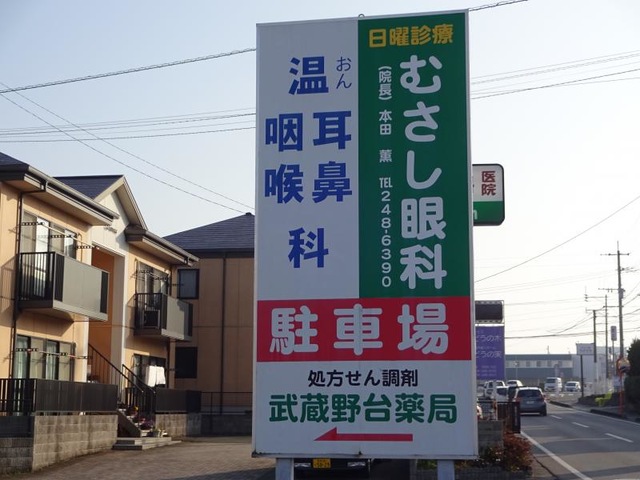 日曜診療
むさし眼科
(院長) 本田 薫 TEL248-6390
おん
温
耳鼻
咽喉
科
駐車場
処方せん調剤
武蔵野台薬局
医院